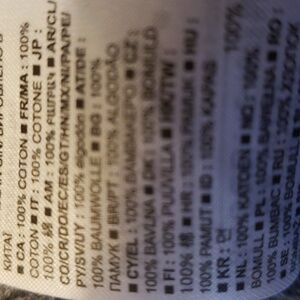 КИТАЙ
■ CA : 100% COTTON ■ FR/MA : 100%
COTON ■ IT : 100% COTONE ■ JP :
100% 綿 ■ AM : 100% ■ AR/CL/
CO/CR/DO/EC/ES/GT/HN/MX/NI/PA/PE/
PY/SV/UY : 100% algodón ■ AT/DE :
100% BAUMWOLLE ■ BG : 100%
ПАМУК ■ BR/PT : 100% ALGODÃO
■ CY/EL : 100% ΒΑΜΒΑΚΕΡΟ ■ CZ :
100% BAVLNA ■ DK : 100% BOMULD
■ FI : 100% PUUVILLA ■ HK/TW :
100% 棉 ■ HR : 100% PAMUK ■ HU :
100% PAMUT ■ ID : 100% KAPAS
■ KR : 면 100%
■ NL : 100% KATOEN ■ NO : 100%
BOMULL ■ PL : 100% BAWEŁNA ■ RO :
100% BUMBAC ■ RU : 100% ХЛОПОК
■ SE : 100%